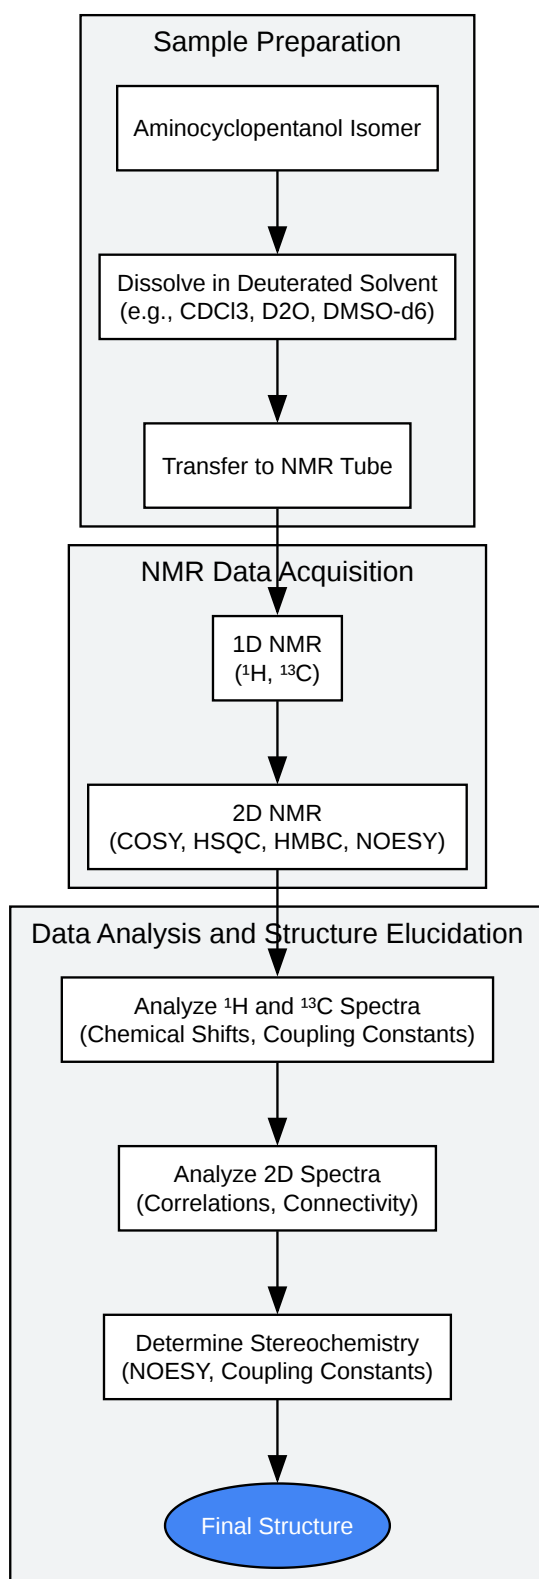 Sample Preparation
Aminocyclopentanol Isomer
Dissolve in Deuterated Solvent
(e.g., CDCl3, D2O, DMSO-d6)
Transfer to NMR Tube
NMR Data Acquisition
1D NMR
(¹H, ¹³C)
2D NMR
(COSY, HSQC, HMBC, NOESY)
Data Analysis and Structure Elucidation
Analyze ¹H and ¹³C Spectra
(Chemical Shifts, Coupling Constants)
Analyze 2D Spectra
(Correlations, Connectivity)
Determine Stereochemistry
(NOESY, Coupling Constants)
Final Structure